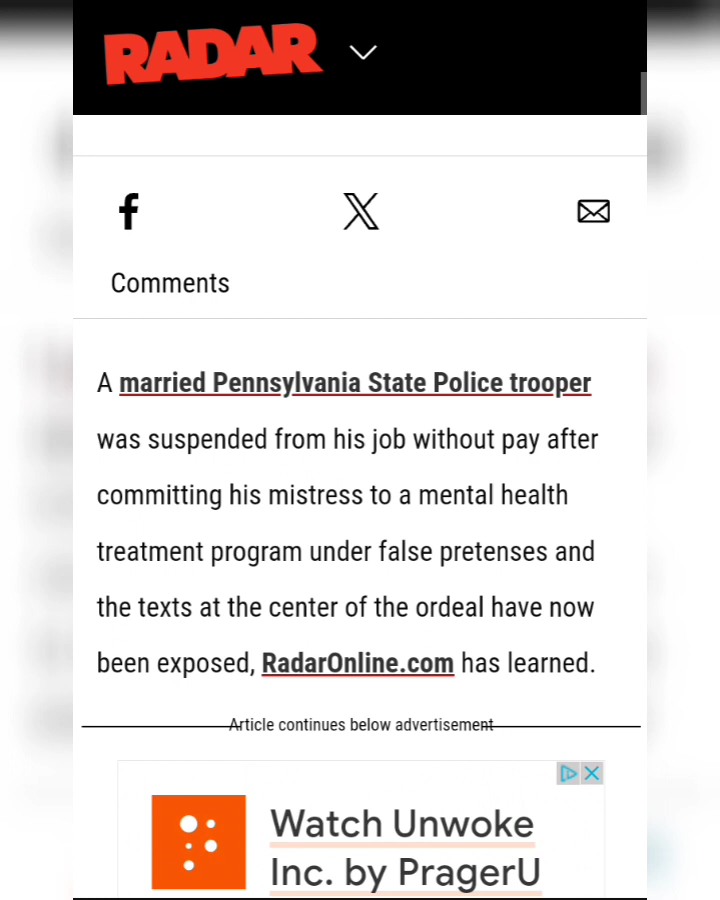 RADAR
Comments
A married Pennsylvania State Police trooper
was suspended from his job without pay after
committing his mistress to a mental health
treatment program under false pretenses and
the texts at the center of the ordeal have now
been exposed, RadarOnline.com has learned.
Article continues below advertisement
Watch Unwoke
Inc. by PragerU